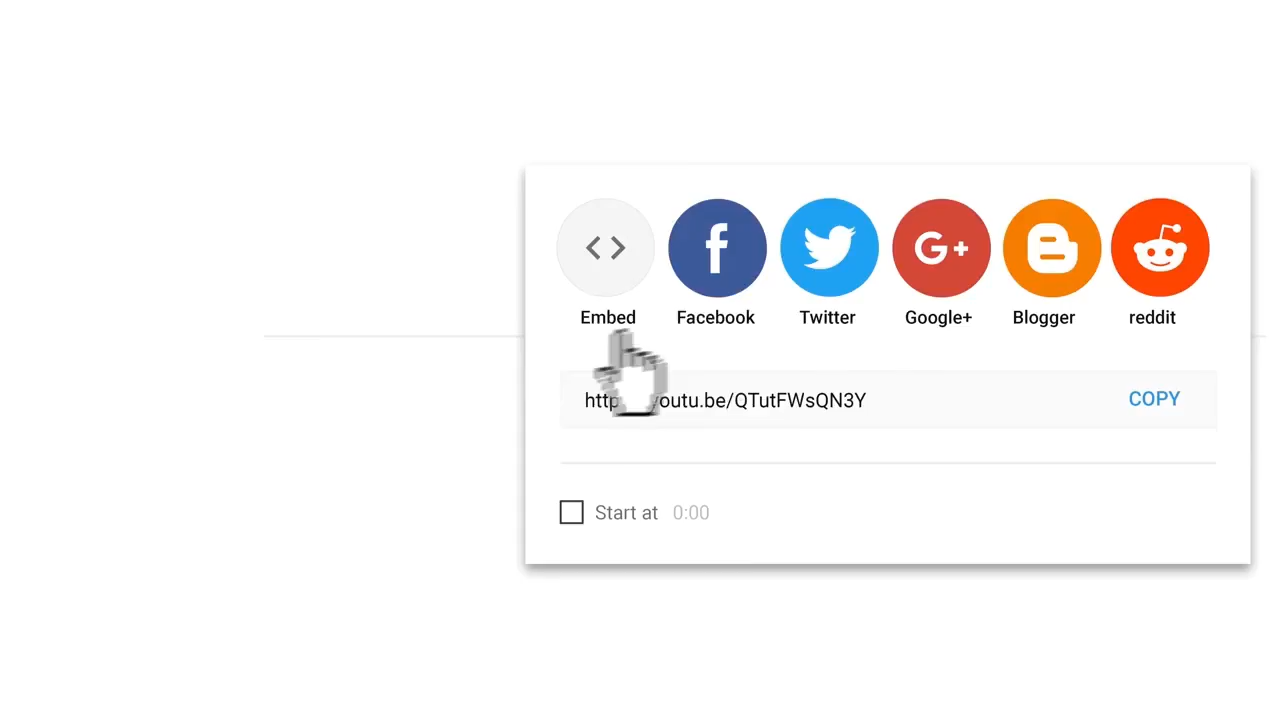 Embed Facebook Twitter Google+ Blogger reddit
http youtu.be/QTutFWsQN3Y COPY
Start at 0:00